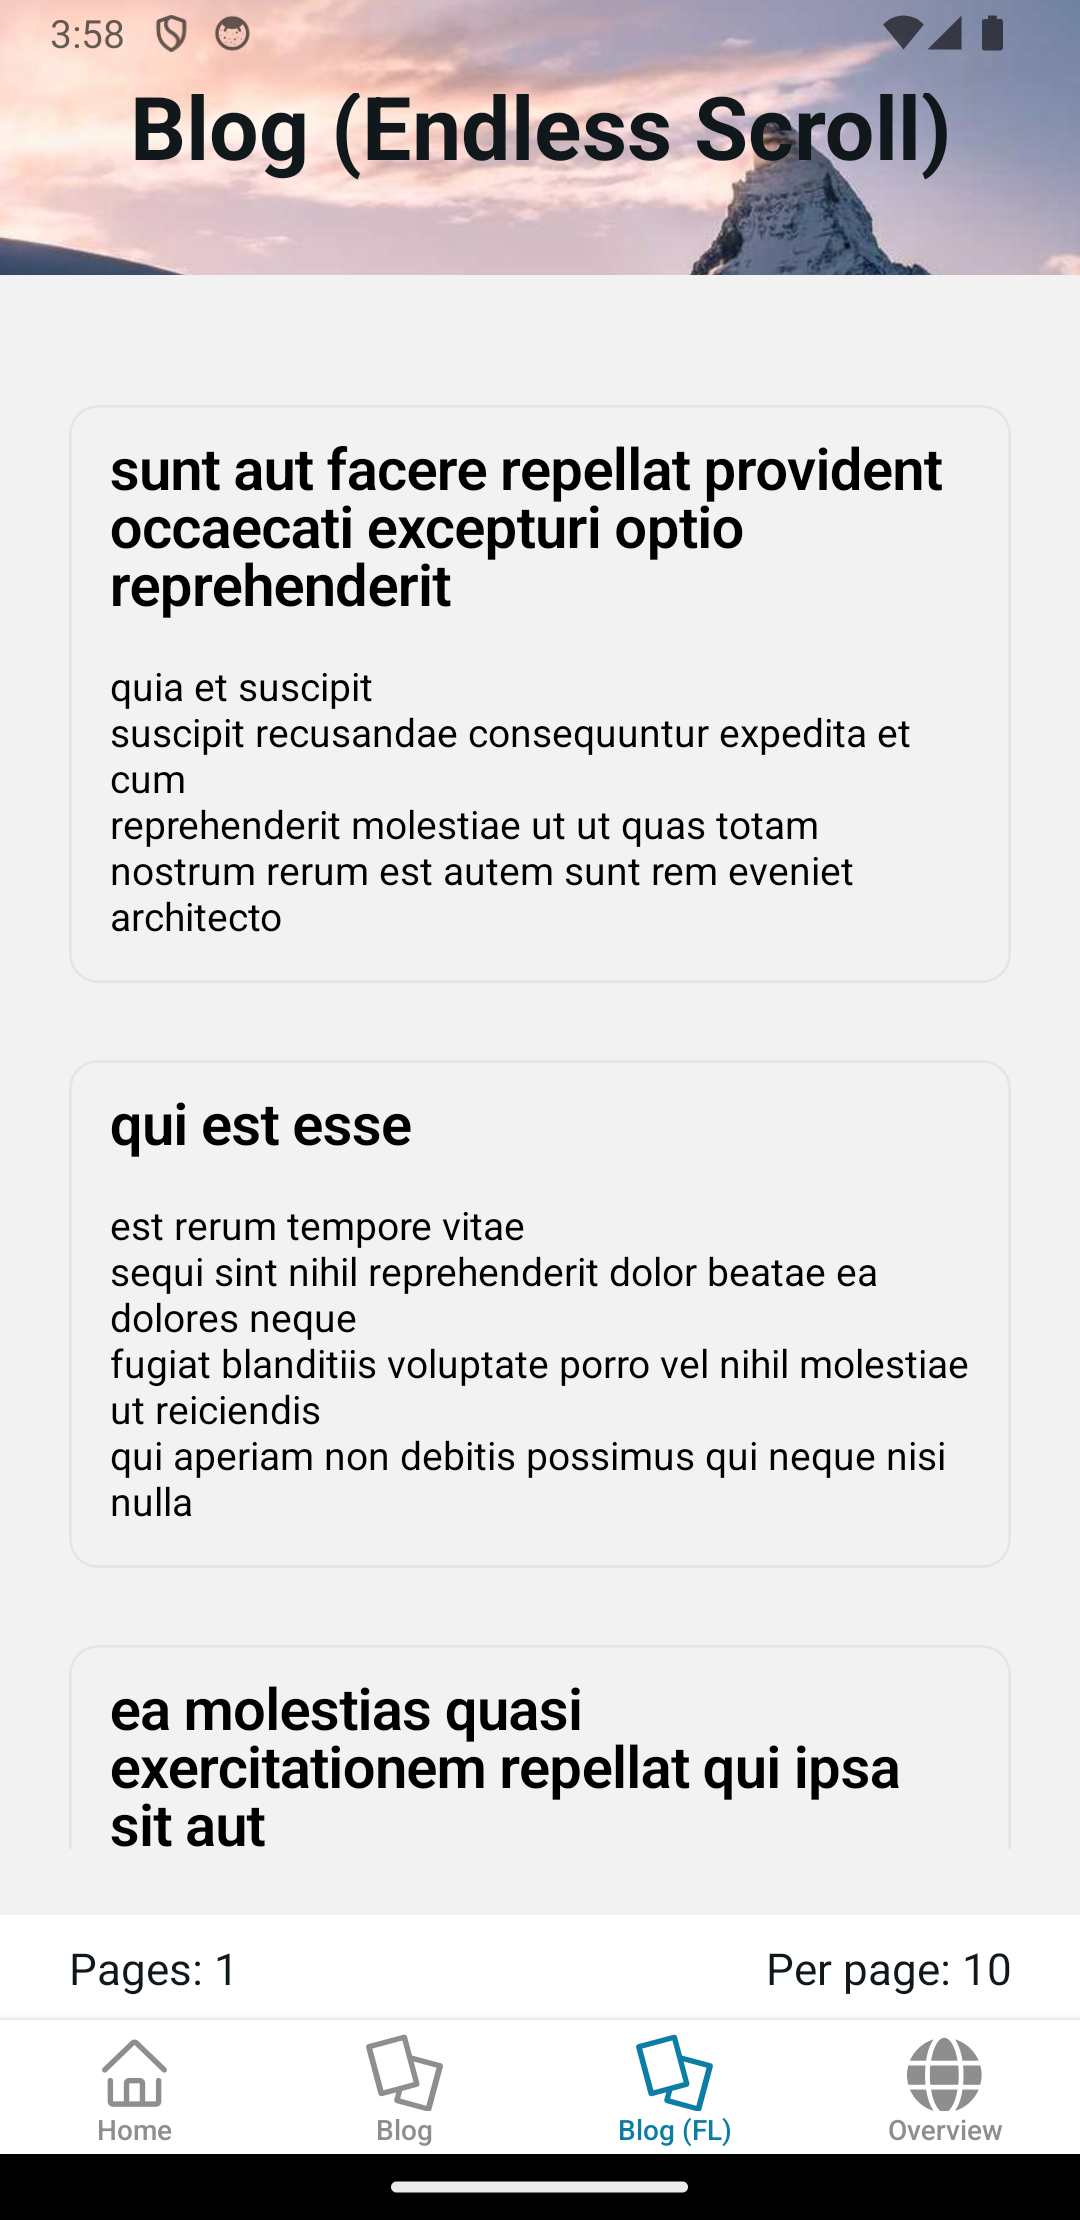 3:58
Blog (Endless Scroll)
sunt aut facere repellat provident
occaecati excepturi optio
reprehenderit
quia et suscipit
suscipit recusandae consequuntur expedita et
cum
reprehenderit molestiae ut ut quas totam
nostrum rerum est autem sunt rem eveniet
architecto
qui est esse
est rerum tempore vitae
sequi sint nihil reprehenderit dolor beatae ea
dolores neque
fugiat blanditiis voluptate porro vel nihil molestiae
ut reiciendis
qui aperiam non debitis possimus qui neque nisi
nulla
ea molestias quasi
exercitationem repellat qui ipsa
sit aut
Pages: 1 Per page: 10
Home Blog Blog (FL) Overview